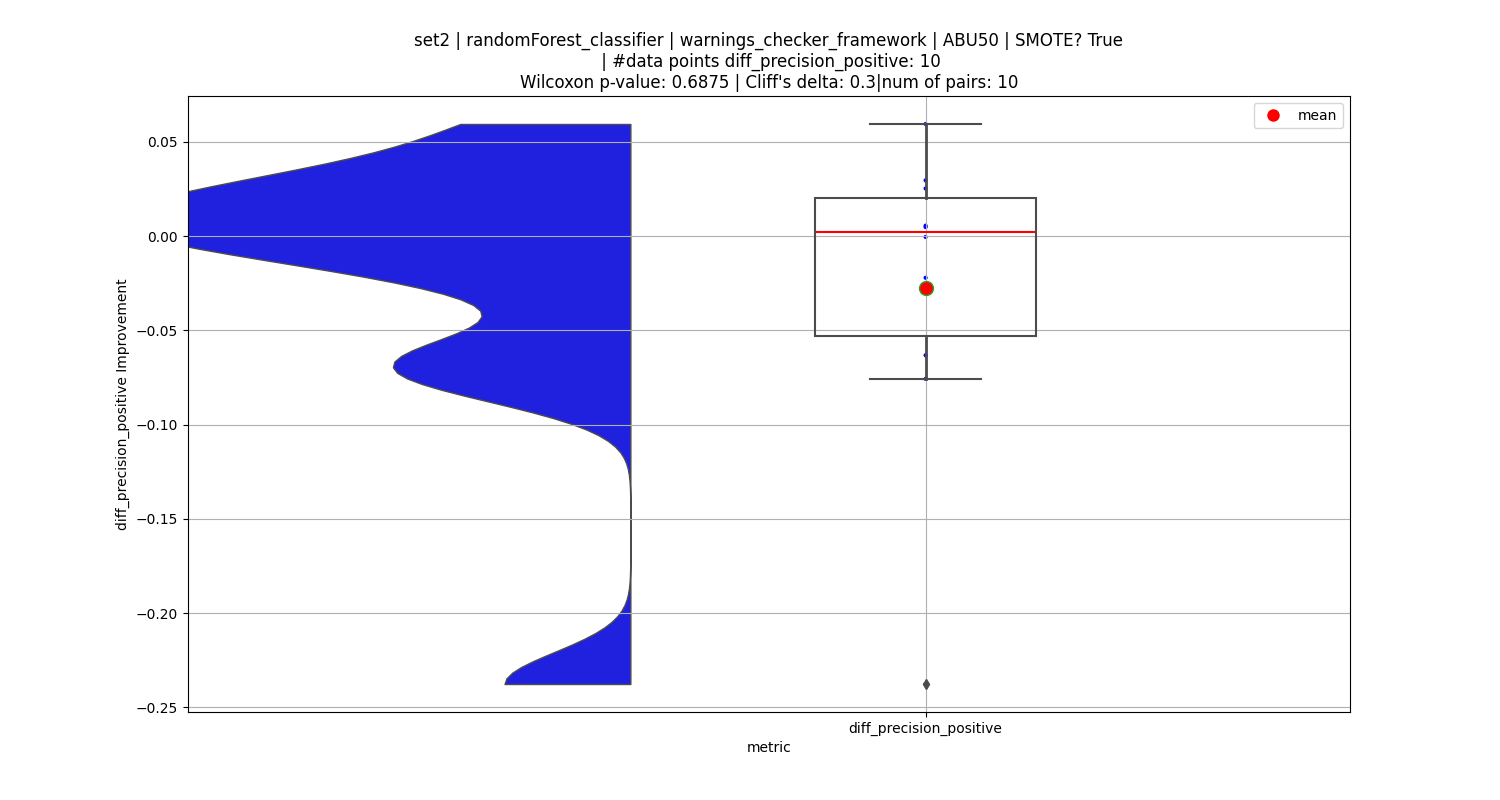 set2 | randomForest_classifier | warnings_checker_framework | ABU50 | SMOTE? True
| #data points diff_precision_positive: 10
Wilcoxon p-value: 0.6875 | Cliff's delta: 0.3|num of pairs: 10
mean
0.05
0.00
−0.05
−0.10
−0.15
−0.20
−0.25
diff_precision_positive Improvement
diff_precision_positive
metric